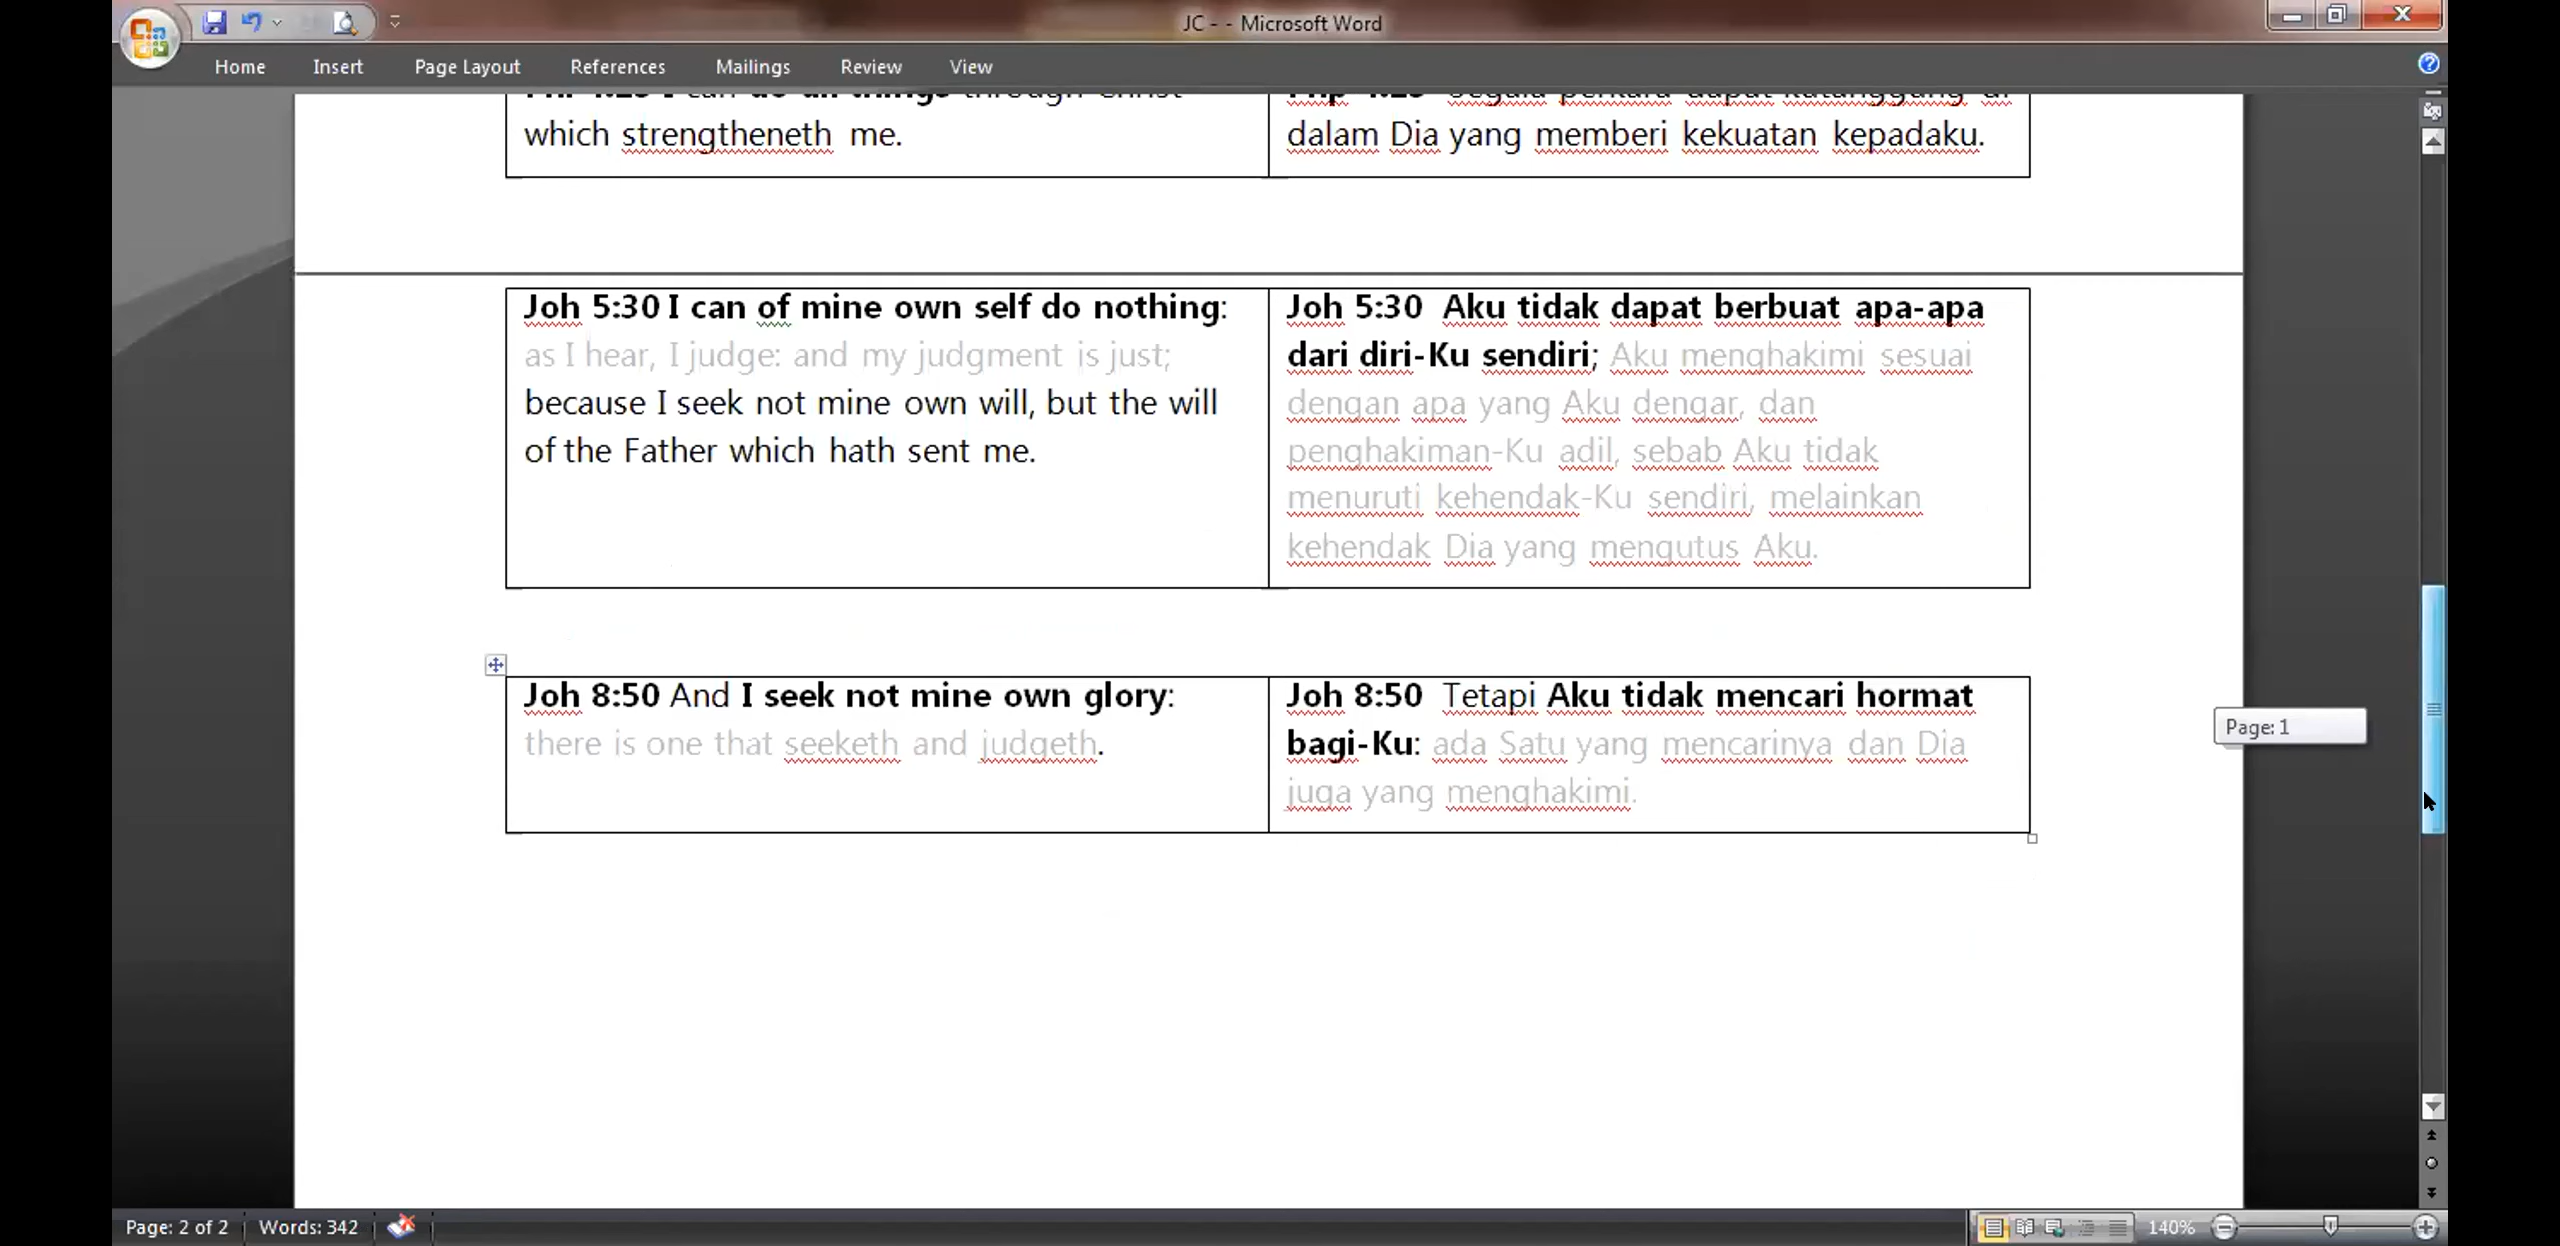 JC - - Microsoft Word
Home Insert Page Layout References Mailings Review View
which strengtheneth me.
dalam Dia yang memberi kekuatan kepadaku.
Joh 5:30 I can of mine own self do nothing:
as I hear, I judge: and my judgment is just;
because I seek not mine own will, but the will
of the Father which hath sent me.
Joh 5:30 Aku tidak dapat berbuat apa-apa
dari diri-Ku sendiri; Aku menghakimi sesuai
dengan apa yang Aku dengar, dan
penghakiman-Ku adil, sebab Aku tidak
menuruti kehendak-Ku sendiri, melainkan
kehendak Dia yang mengutus Aku.
Joh 8:50 And I seek not mine own glory:
there is one that seeketh and judgeth.
Joh 8:50 Tetapi Aku tidak mencari hormat
bagi-Ku: ada Satu yang mencarinya dan Dia
juga yang menghakimi.
Page: 1
Page: 2 of 2 Words: 342 140%